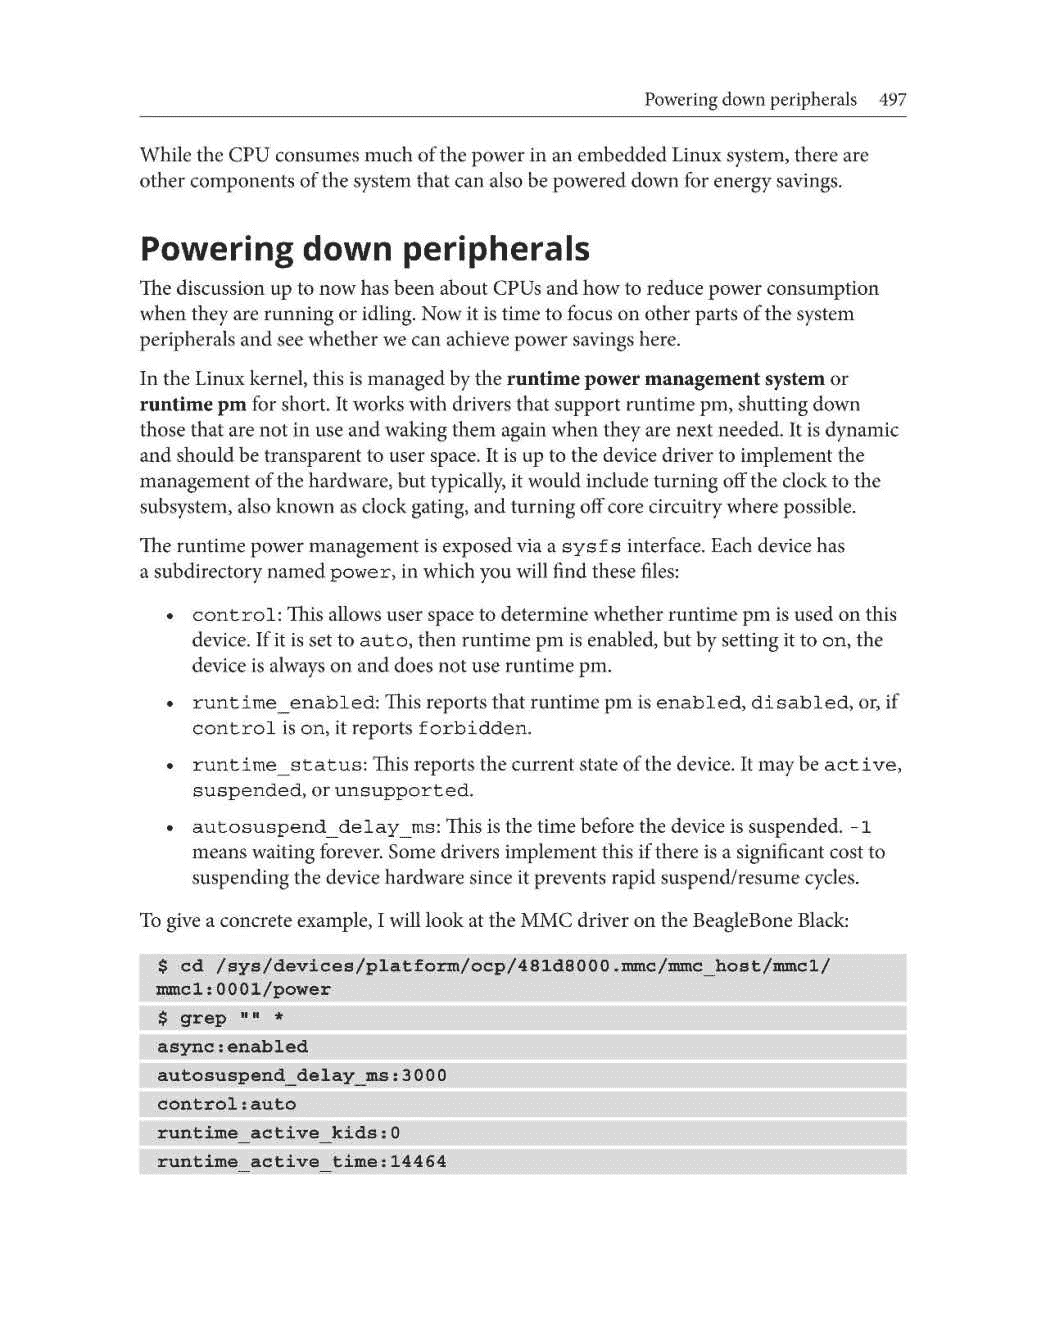 Powering down peripherals 497
While the CPU consumes much of the power in an embedded Linux system, there are
other components of the system that can also be powered down for energy savings.
Powering down peripherals
The discussion up to now has been about CPUs and how to reduce power consumption
when they are running or idling. Now it is time to focus on other parts of the system
peripherals and see whether we can achieve power savings here.
In the Linux kernel, this is managed by the runtime power management system or
runtime pm for short. It works with drivers that support runtime pm, shutting down
those that are not in use and waking them again when they are next needed. It is dynamic
and should be transparent to user space. It is up to the device driver to implement the
management of the hardware, but typically, it would include turning off the clock to the
subsystem, also known as clock gating, and turning off core circuitry where possible.
The runtime power management is exposed via a sysfs interface. Each device has
a subdirectory named power, in which you will find these files:
• control: This allows user space to determine whether runtime pm is used on this
device. If it is set to auto, then runtime pm is enabled, but by setting it to on, the
device is always on and does not use runtime pm.
• runtime_enabled: This reports that runtime pm is enabled, disabled, or, if
control is on, it reports forbidden.
• runtime_status: This reports the current state of the device. It may be active,
suspended, or unsupported.
• autosuspend_delay_ms: This is the time before the device is suspended. -1
means waiting forever. Some drivers implement this if there is a significant cost to
suspending the device hardware since it prevents rapid suspend/resume cycles.
To give a concrete example, I will look at the MMC driver on the BeagleBone Black:
$ cd /sys/devices/platform/ocp/481d8000.mmc/mmc_host/mmc1/
mmc1:0001/power
$ grep "" *
async:enabled
autosuspend_delay_ms:3000
control:auto
runtime_active_kids:0
runtime_active_time:14464